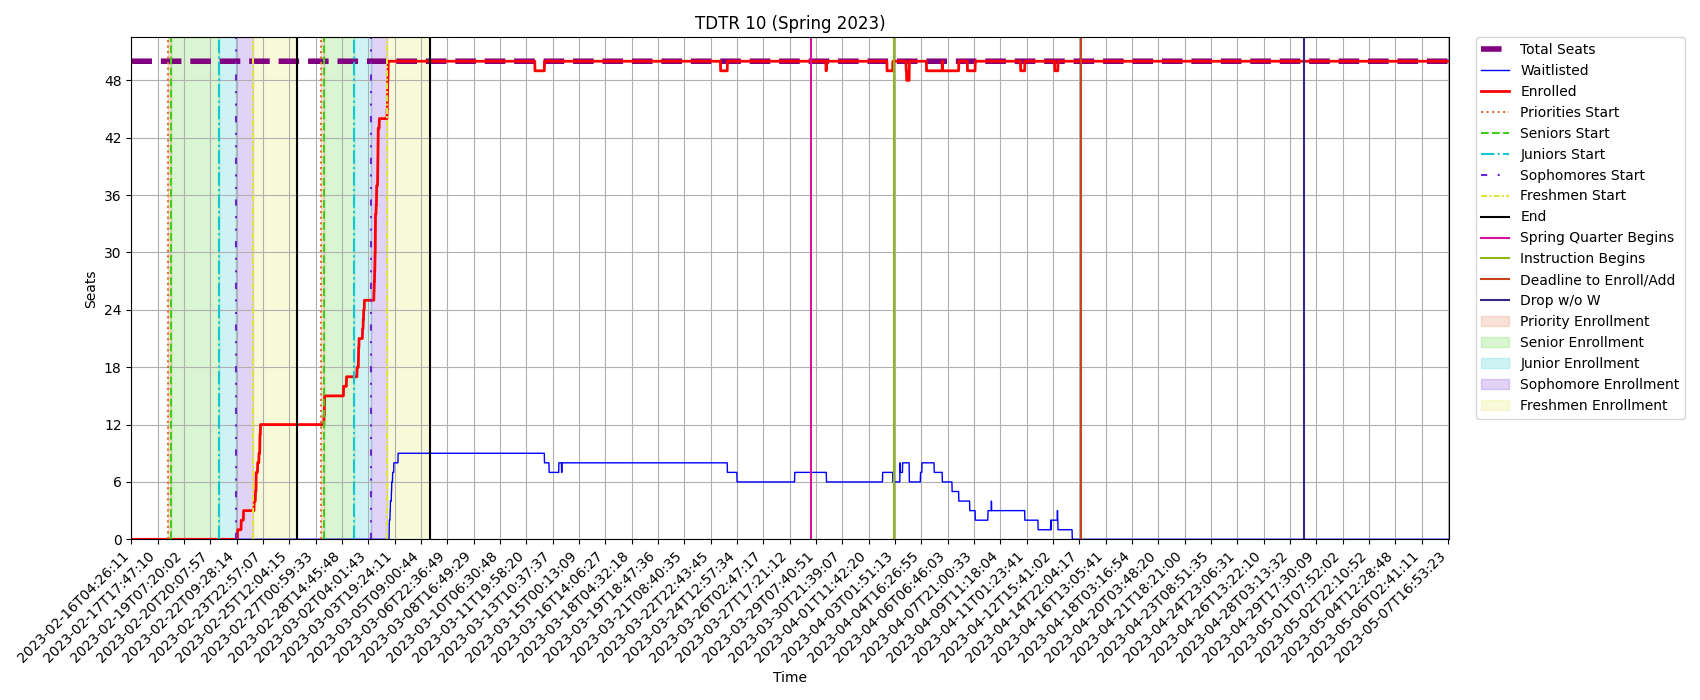 TDTR 10 (Spring 2023)
Seats
48
42
36
30
24
18
12
6
0
2023-02-16T04:26:11
2023-02-17T17:47:10
2023-02-19T07:20:02
2023-02-20T20:07:57
2023-02-22T09:28:14
2023-02-23T22:57:07
2023-02-25T12:04:15
2023-02-27T00:59:33
2023-02-28T14:45:48
2023-03-02T04:01:43
2023-03-03T19:24:11
2023-03-05T09:00:44
2023-03-06T22:36:49
2023-03-08T16:49:29
2023-03-10T06:30:48
2023-03-11T19:58:20
2023-03-13T10:37:37
2023-03-15T00:13:09
2023-03-16T14:06:27
2023-03-18T04:32:18
2023-03-19T18:47:36
2023-03-21T08:40:35
2023-03-22T22:43:45
2023-03-24T12:57:34
2023-03-26T02:47:17
2023-03-27T17:21:12
2023-03-29T07:40:51
2023-03-30T21:39:07
2023-04-01T11:42:20
2023-04-03T01:51:13
2023-04-04T16:26:55
2023-04-06T06:46:03
2023-04-07T21:00:33
2023-04-09T11:18:04
2023-04-11T01:23:41
2023-04-12T15:41:02
2023-04-14T22:04:17
2023-04-16T13:05:41
2023-04-18T03:16:54
2023-04-20T03:48:20
2023-04-21T18:21:00
2023-04-23T08:51:35
2023-04-24T23:06:31
2023-04-26T13:22:10
2023-04-28T03:13:32
2023-04-29T17:30:09
2023-05-01T07:52:02
2023-05-02T22:10:52
2023-05-04T12:28:48
2023-05-06T02:41:11
2023-05-07T16:53:23
Time
Total Seats
Waitlisted
Enrolled
Priorities Start
Seniors Start
Juniors Start
Sophomores Start
Freshmen Start
End
Spring Quarter Begins
Instruction Begins
Deadline to Enroll/Add
Drop w/o W
Priority Enrollment
Senior Enrollment
Junior Enrollment
Sophomore Enrollment
Freshmen Enrollment